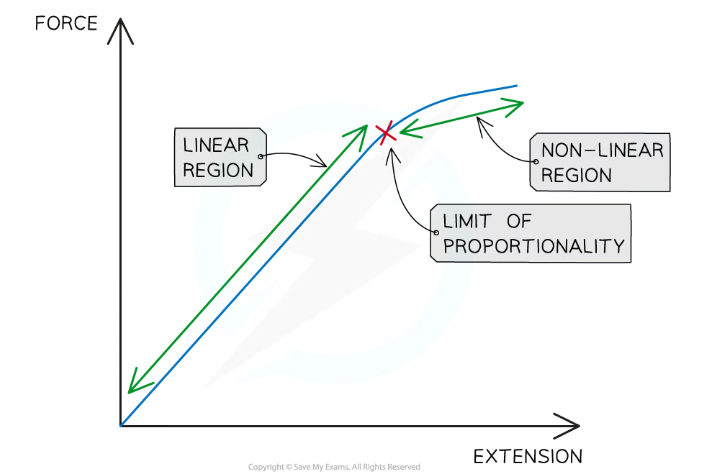 FORCE
LINEAR
REGION
NON-LINEAR
REGION
LIMIT OF
PROPORTIONALITY
EXTENSION
Copyright © Save My Exams. All Rights Reserved